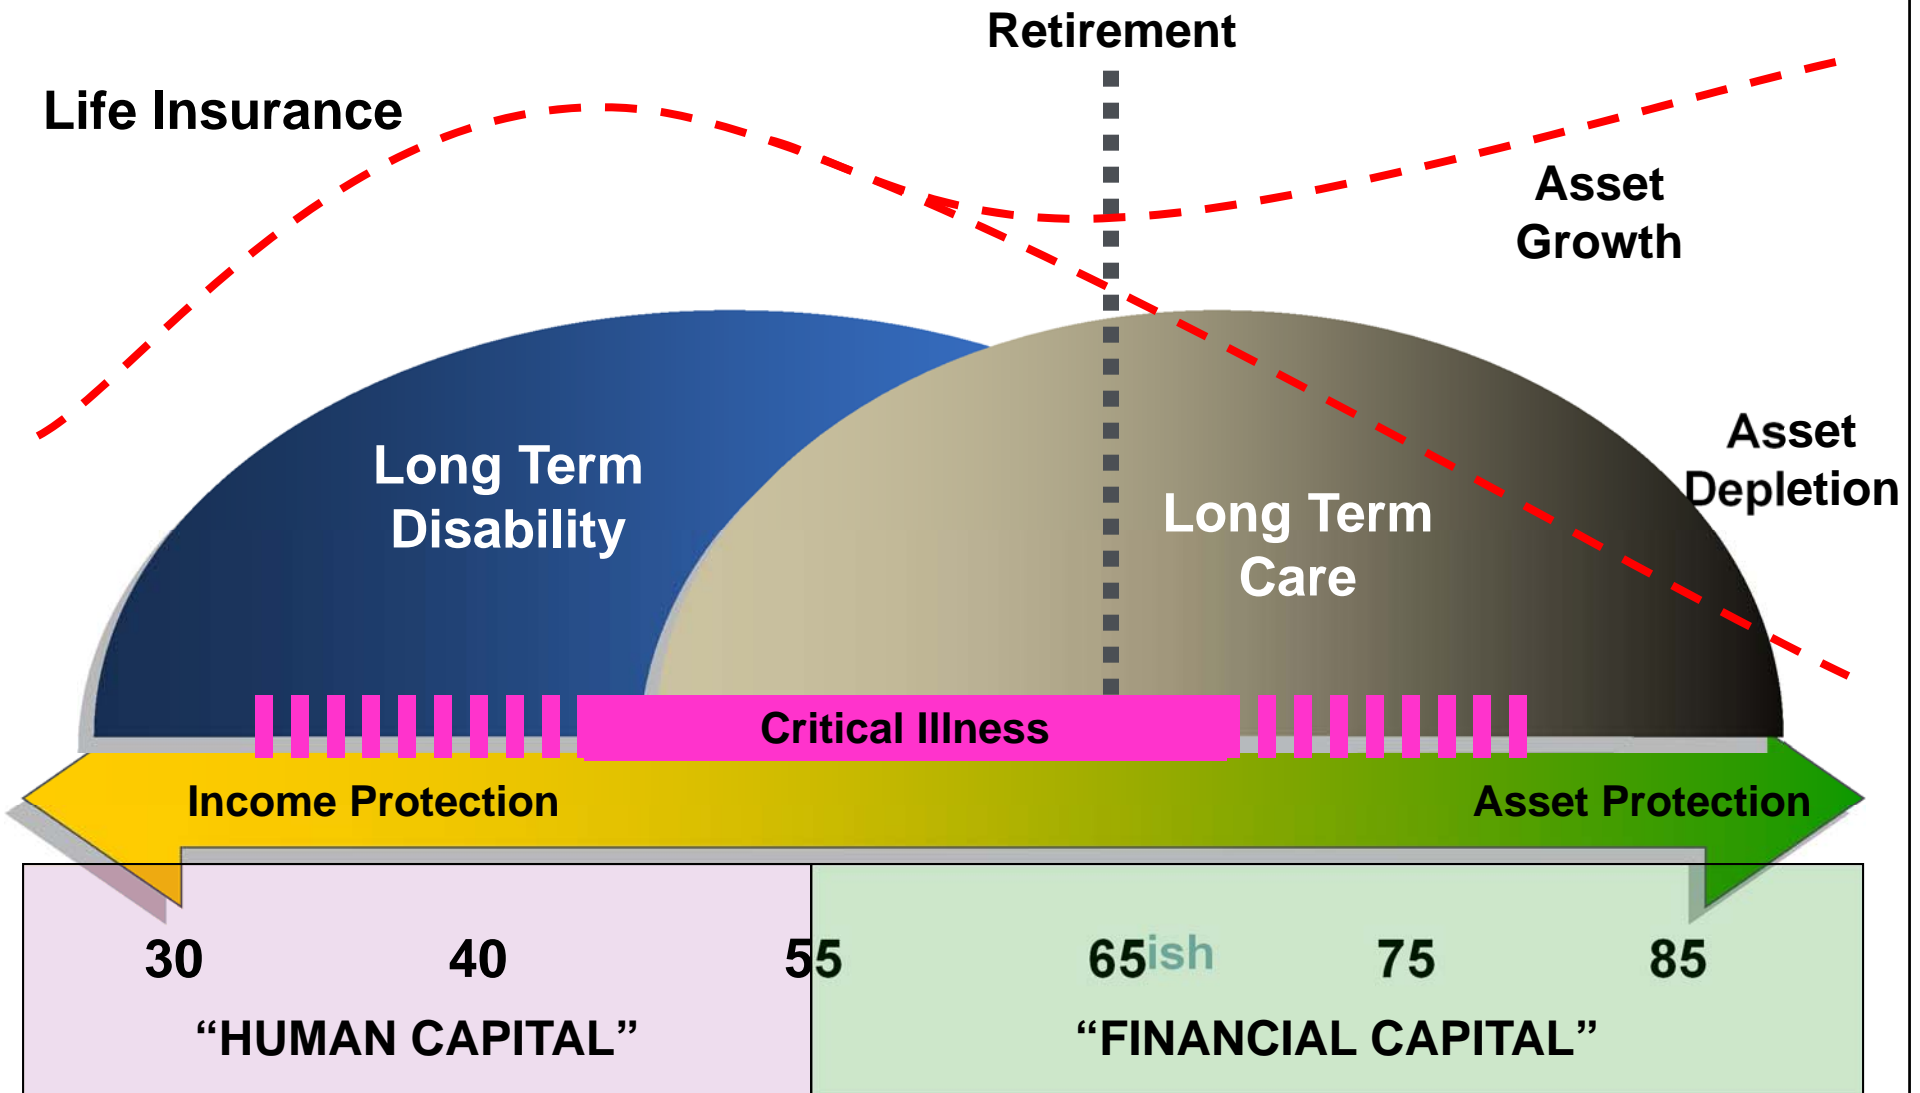 Retirement
Life Insurance
Asset
Growth
Asset
Depletion
Long Term
Disability
Long Term
Care
Critical Illness
Income Protection
Asset Protection
30 40 55 65ish 75 85
“HUMAN CAPITAL” “FINANCIAL CAPITAL”